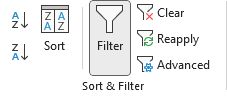 A
Z
Z A
A Z
Sort
Z
A
Filter
Clear
Reapply
Advanced
Sort & Filter